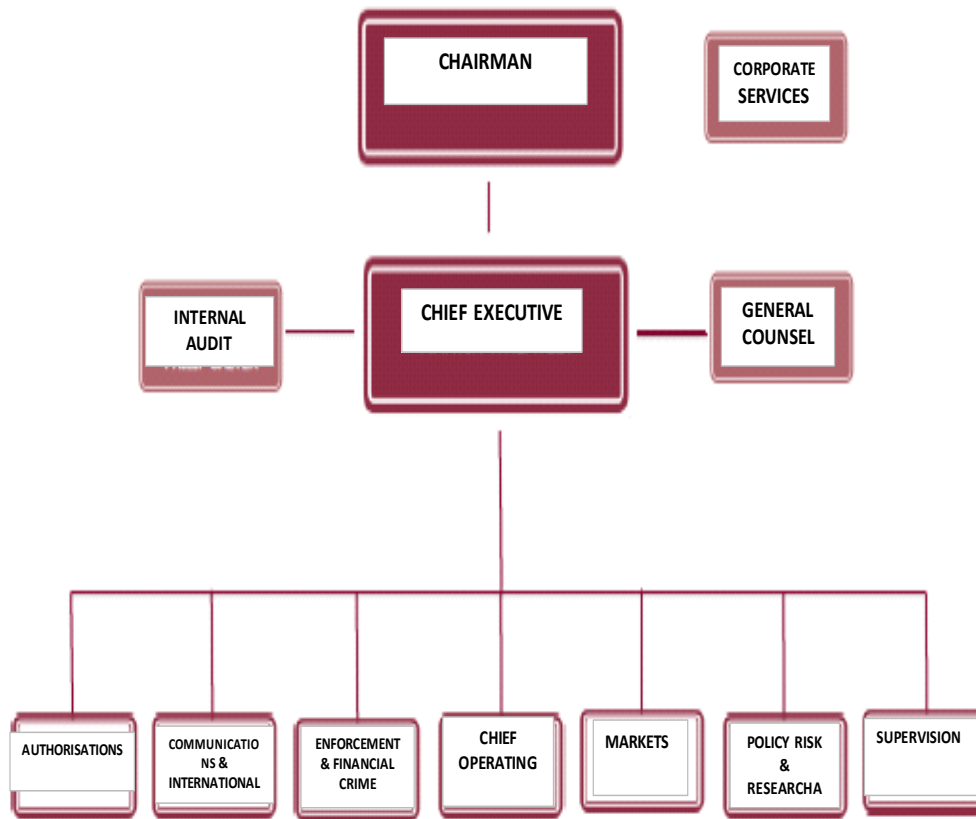 CHAIRMAN
CORPORATE
SERVICES
INTERNAL
AUDIT
CHIEF EXECUTIVE
GENERAL
COUNSEL
AUTHORISATIONS
COMMUNICATIO
NS &
INTERNATIONAL
ENFORCEMENT
& FINANCIAL
CRIME
CHIEF
OPERATING
MARKETS
POLICY RISK
&
RESEARCHA
SUPERVISION